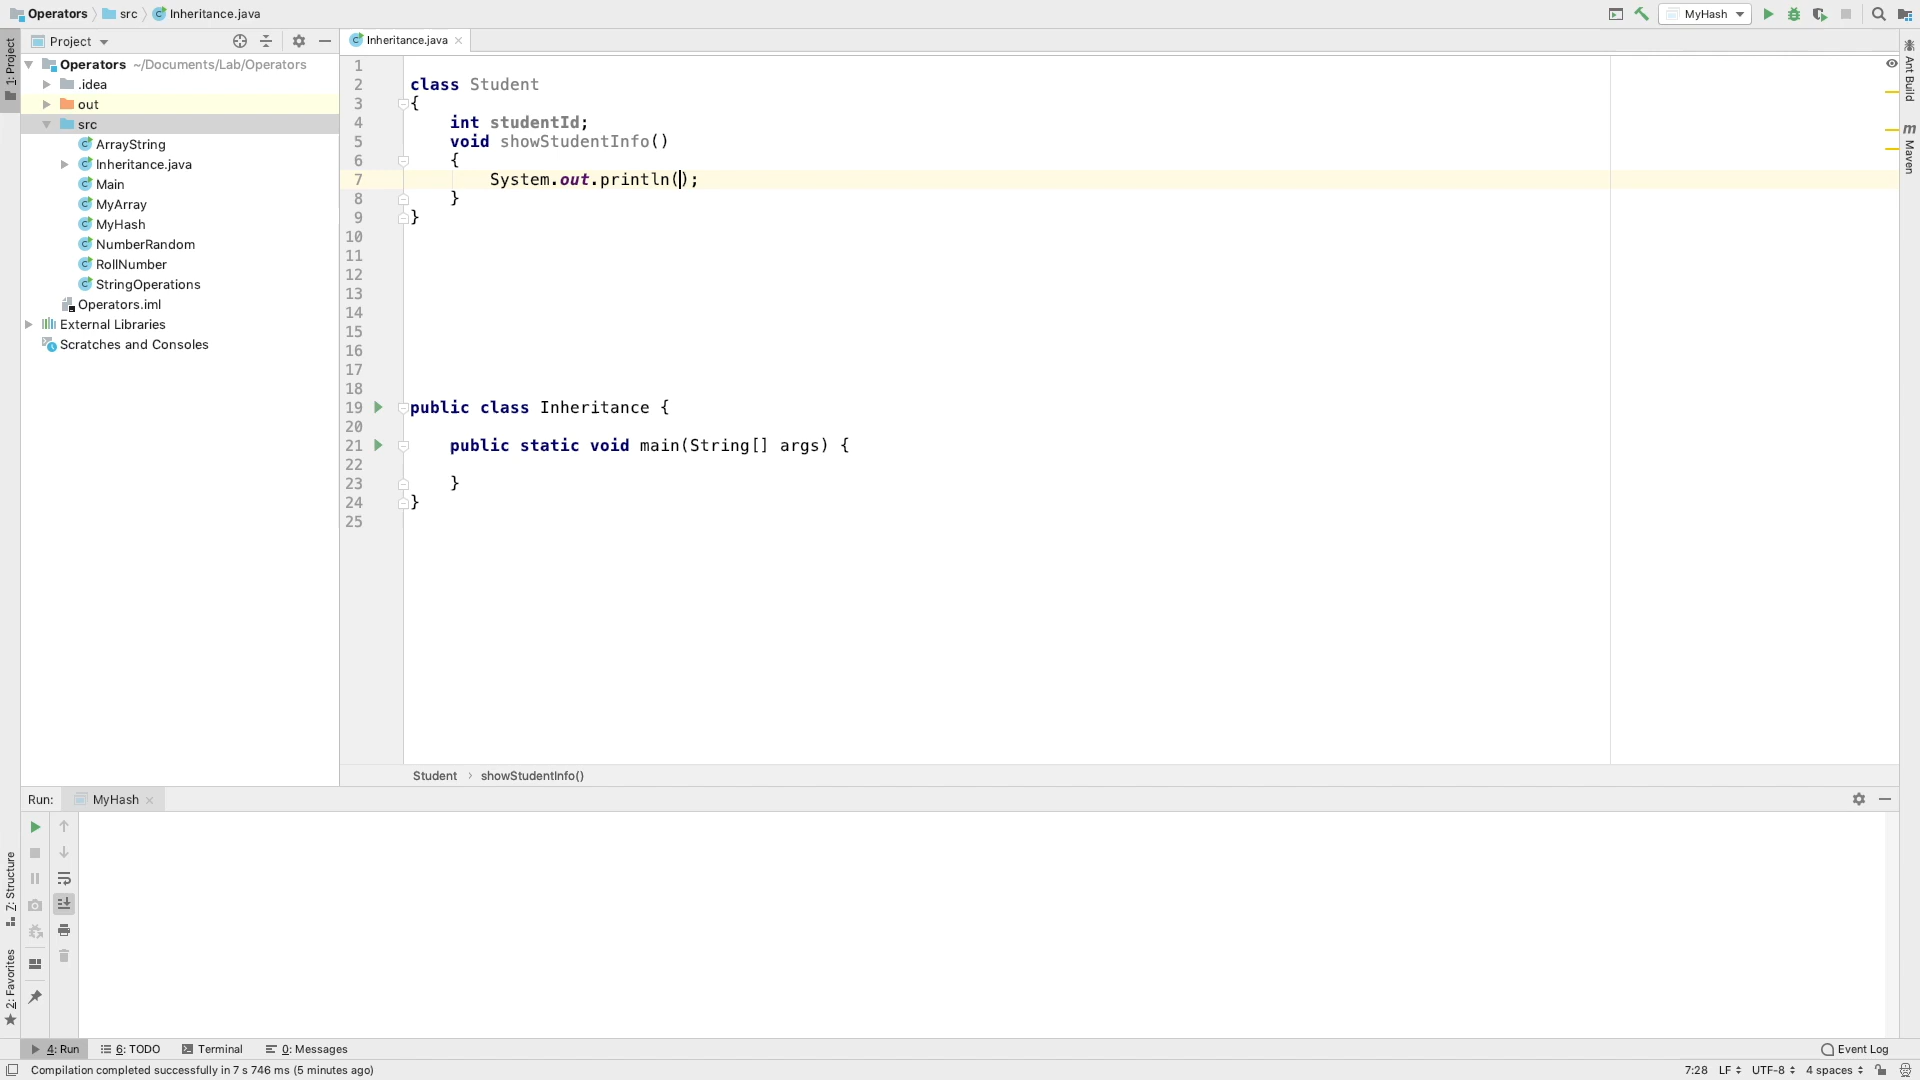 Operators
src
Inheritance.java
MyHash
Project
Inheritance.java
1: Project
Ant Build
Maven
Operators ~/Documents/Lab/Operators
.idea
out
src
ArrayString
Inheritance.java
Main
MyArray
MyHash
NumberRandom
RollNumber
StringOperations
Operators.iml
External Libraries
Scratches and Consoles
1
2 class Student
3 {
4 int studentId;
5 void showStudentInfo()
6 {
7 System.out.println();
8 }
9 }
10
11
12
13
14
15
16
17
18
19 public class Inheritance {
20
21 public static void main(String[] args) {
22
23 }
24 }
25
Student › showStudentInfo()
Run: MyHash
Z: Structure
2: Favorites
4: Run
6: TODO
Terminal
0: Messages
Event Log
Compilation completed successfully in 7 s 746 ms (5 minutes ago)
7:28 LF UTF-8 4 spaces